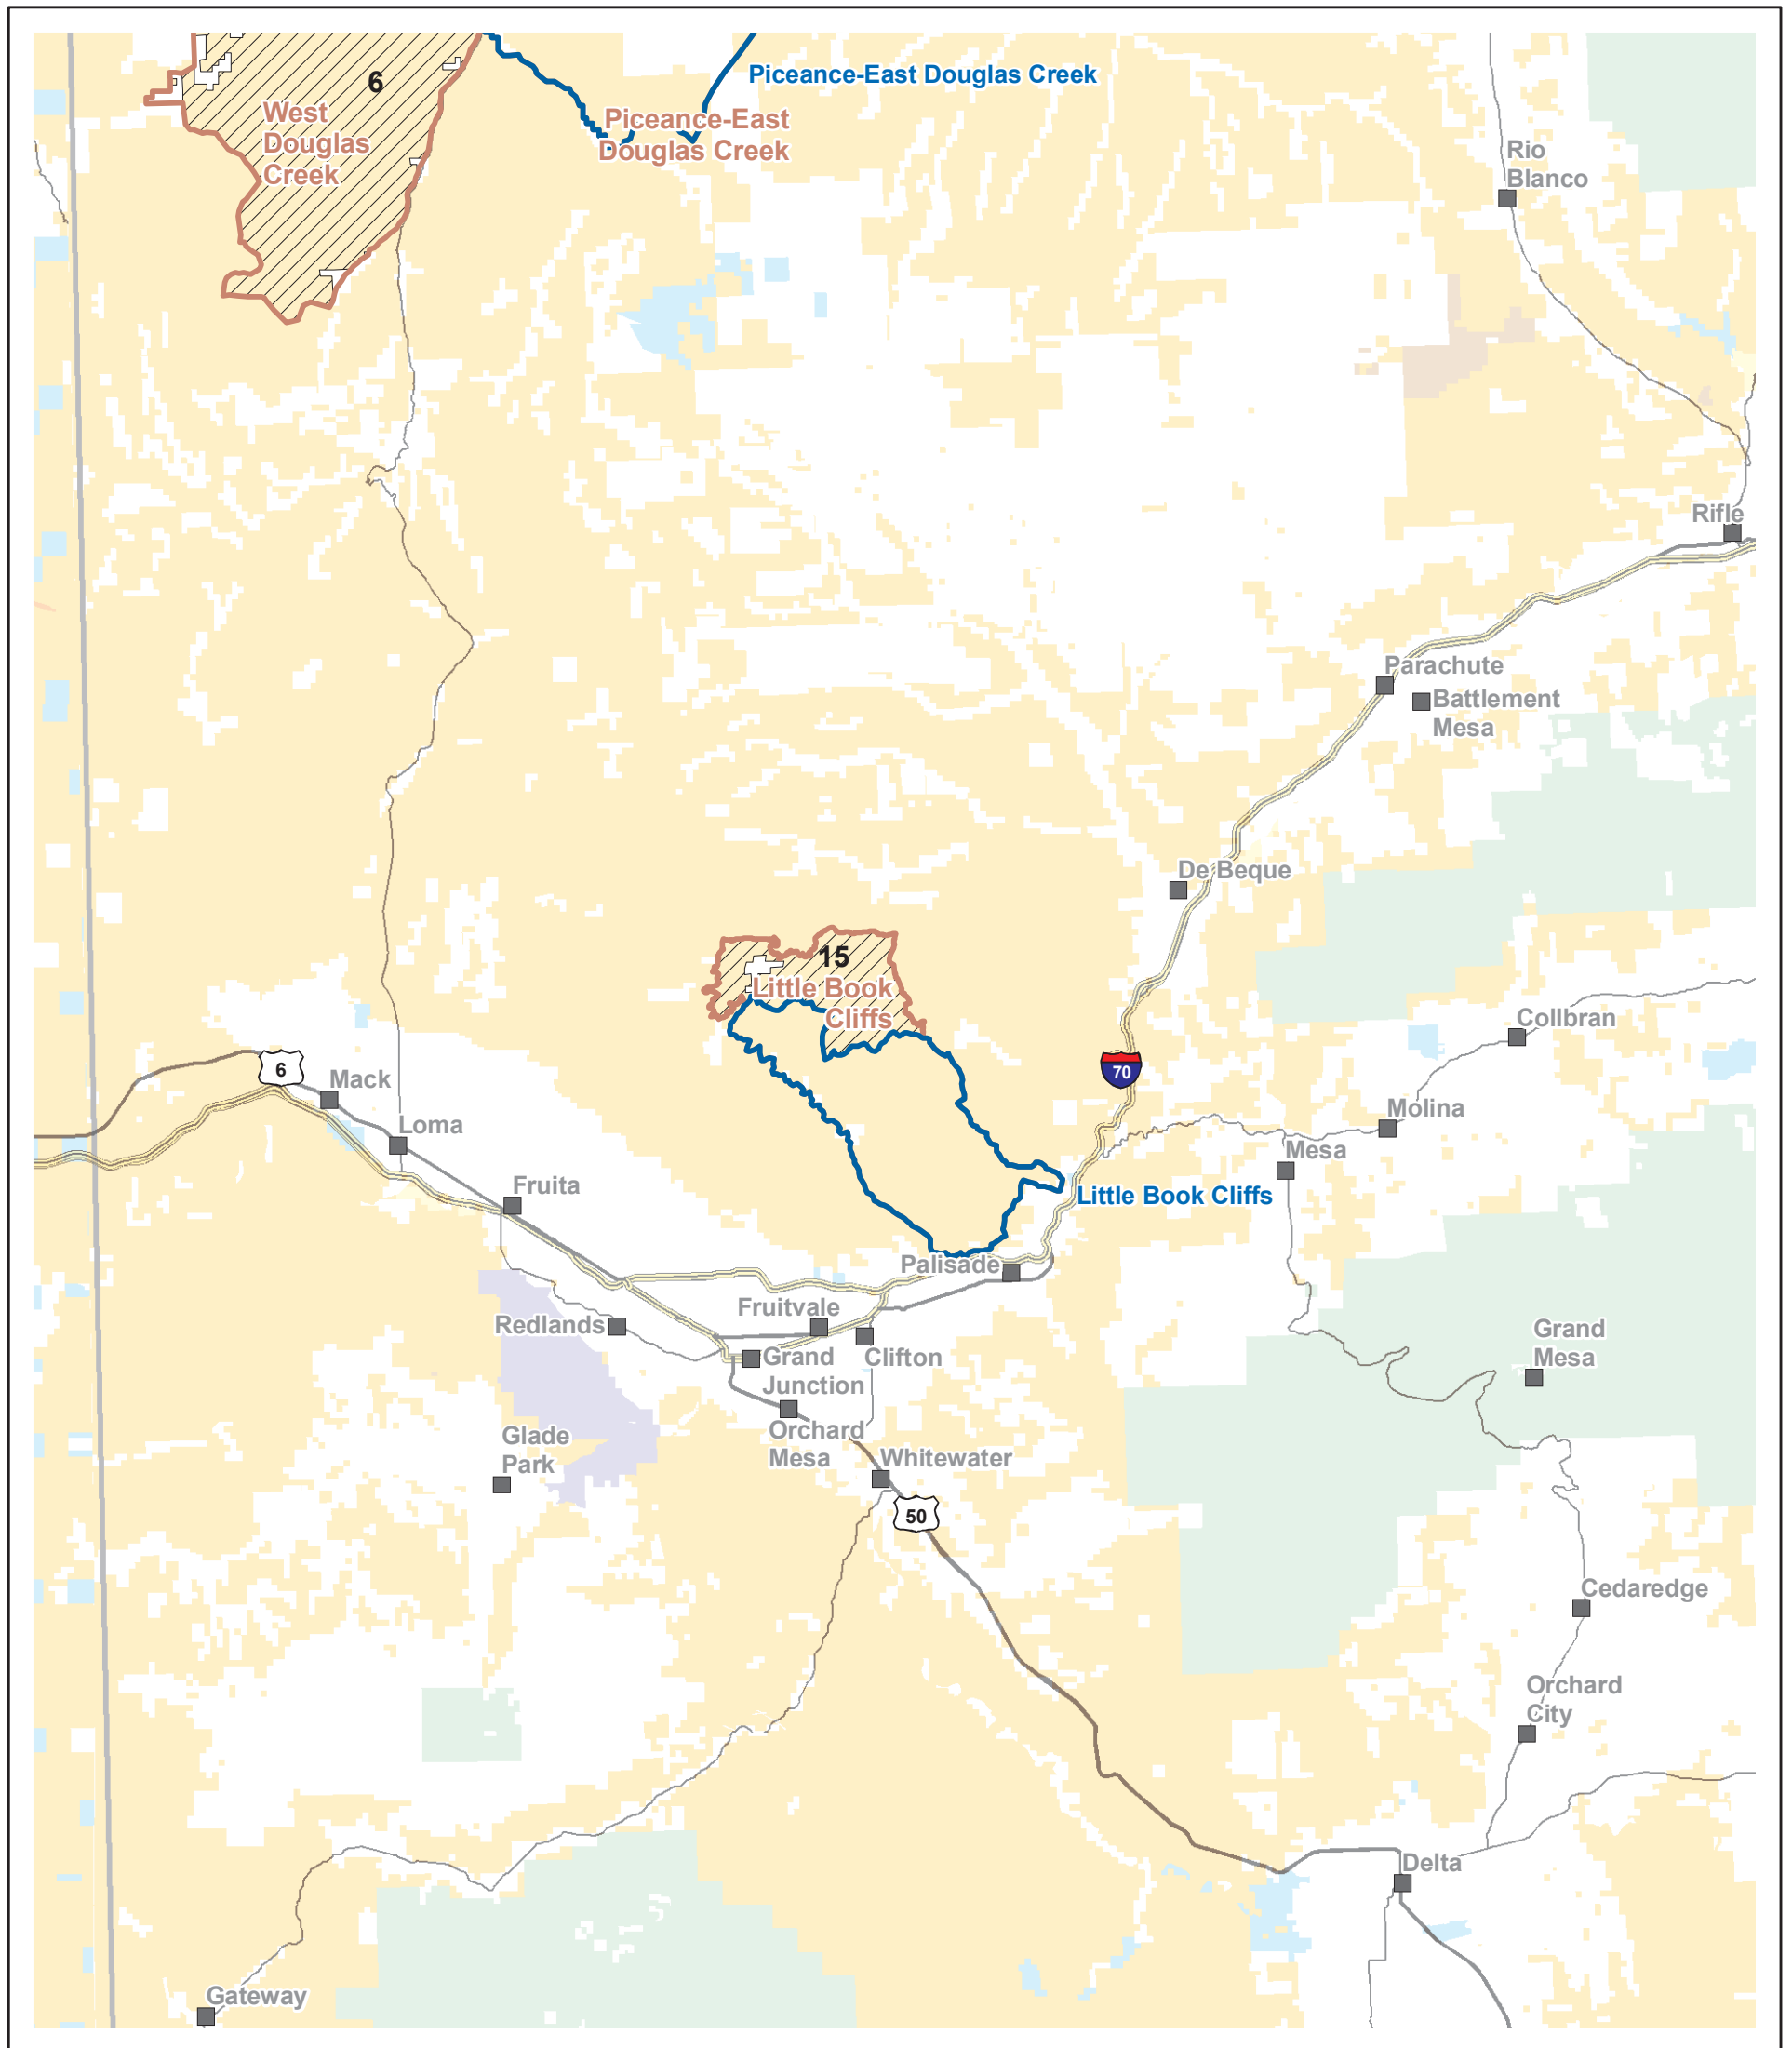 6
Piceance-East Douglas Creek
West
Douglas
Creek
Piceance-East
Douglas Creek
Rio
Blanco
Rifle
Parachute
Battlement
Mesa
De Beque
15
Little Book
Cliffs
Collbran
70
6
Mack
Molina
Loma
Mesa
Fruita
Little Book Cliffs
Palisade
Fruitvale
Redlands
Grand
Mesa
Grand
Junction
Clifton
Orchard
Mesa
Glade
Park
Whitewater
50
Cedaredge
Orchard
City
Delta
Gateway